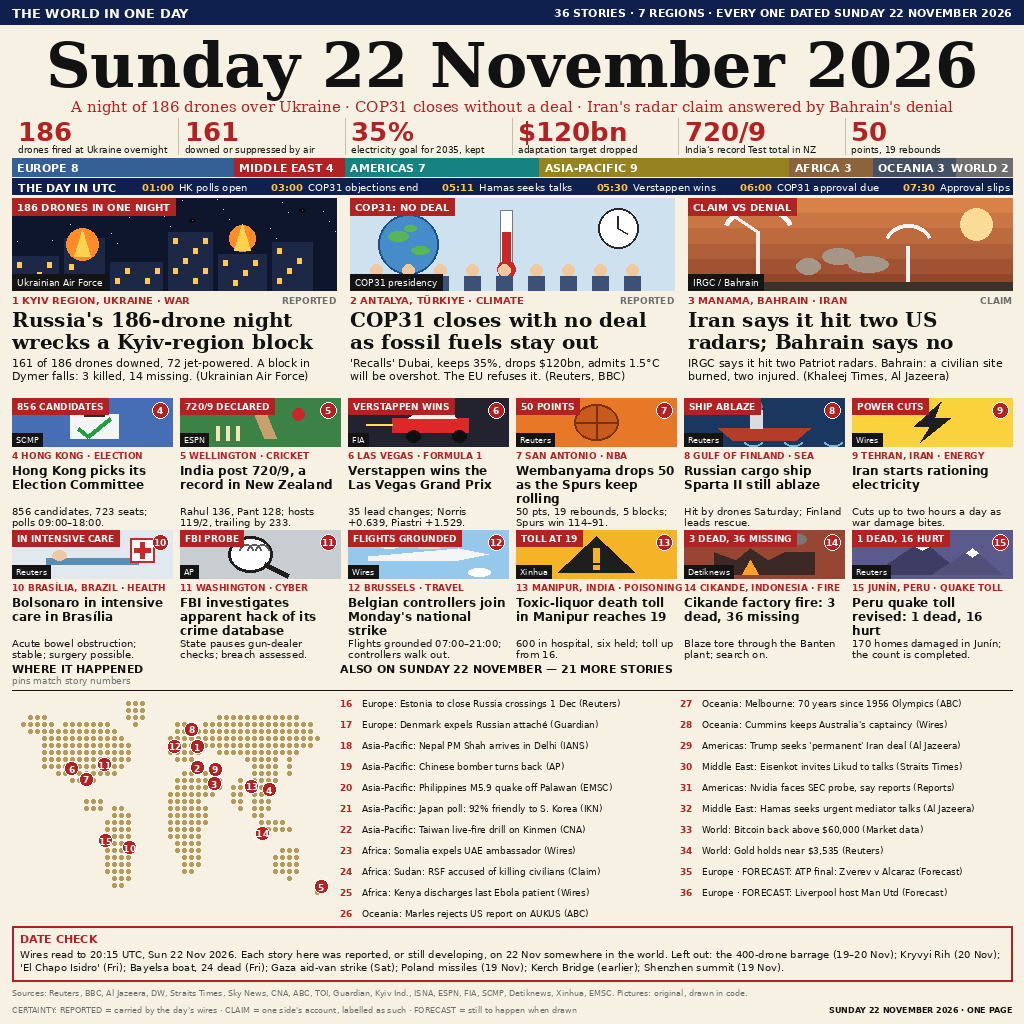 THE WORLD IN ONE DAY
36 STORIES · 7 REGIONS · EVERY ONE DATED SUNDAY 22 NOVEMBER 2026
Sunday 22 November 2026
A night of 186 drones over Ukraine · COP31 closes without a deal · Iran's radar claim answered by Bahrain's denial
186
drones fired at Ukraine overnight
161
downed or suppressed by air
35%
electricity goal for 2035, kept
$120bn
adaptation target dropped
720/9
India's record Test total in NZ
50
points, 19 rebounds
EUROPE 8
MIDDLE EAST 4
AMERICAS 7
ASIA-PACIFIC 9
AFRICA 3
OCEANIA 3
WORLD 2
THE DAY IN UTC
01:00 HK polls open
03:00 COP31 objections end
05:11 Hamas seeks talks
05:30 Verstappen wins
06:00 COP31 approval due
07:30 Approval slips
186 DRONES IN ONE NIGHT
Ukrainian Air Force
1 KYIV REGION, UKRAINE · WAR
REPORTED
Russia's 186-drone night
wrecks a Kyiv-region block
161 of 186 drones downed, 72 jet-powered. A block in
Dymer falls: 3 killed, 14 missing. (Ukrainian Air Force)
COP31: NO DEAL
COP31 presidency
2 ANTALYA, TÜRKIYE · CLIMATE
REPORTED
COP31 closes with no deal
as fossil fuels stay out
'Recalls' Dubai, keeps 35%, drops $120bn, admits 1.5°C
will be overshot. The EU refuses it. (Reuters, BBC)
CLAIM VS DENIAL
IRGC / Bahrain
3 MANAMA, BAHRAIN · IRAN
CLAIM
Iran says it hit two US
radars; Bahrain says no
IRGC says it hit two Patriot radars. Bahrain: a civilian site
burned, two injured. (Khaleej Times, Al Jazeera)
856 CANDIDATES
4
SCMP
4 HONG KONG · ELECTION
Hong Kong picks its
Election Committee
856 candidates, 723 seats;
polls 09:00–18:00.
720/9 DECLARED
5
ESPN
5 WELLINGTON · CRICKET
India post 720/9, a
record in New Zealand
Rahul 136, Pant 128; hosts
119/2, trailing by 233.
VERSTAPPEN WINS
6
FIA
6 LAS VEGAS · FORMULA 1
Verstappen wins the
Las Vegas Grand Prix
35 lead changes; Norris
+0.639, Piastri +1.529.
50 POINTS
7
Reuters
7 SAN ANTONIO · NBA
Wembanyama drops 50
as the Spurs keep
rolling
50 pts, 19 rebounds, 5 blocks;
Spurs win 114–91.
SHIP ABLAZE
8
Reuters
8 GULF OF FINLAND · SEA
Russian cargo ship
Sparta II still ablaze
Hit by drones Saturday; Finland
leads rescue.
POWER CUTS
9
Wires
9 TEHRAN, IRAN · ENERGY
Iran starts rationing
electricity
Cuts up to two hours a day as
war damage bites.
IN INTENSIVE CARE
10
Reuters
10 BRASÍLIA, BRAZIL · HEALTH
Bolsonaro in intensive
care in Brasília
Acute bowel obstruction;
stable; surgery possible.
FBI PROBE
11
AP
11 WASHINGTON · CYBER
FBI investigates
apparent hack of its
crime database
State pauses gun-dealer
checks; breach assessed.
FLIGHTS GROUNDED
12
Wires
12 BRUSSELS · TRAVEL
Belgian controllers join
Monday's national
strike
Flights grounded 07:00–21:00;
controllers walk out.
TOLL AT 19
13
Xinhua
13 MANIPUR, INDIA · POISONING
Toxic-liquor death toll
in Manipur reaches 19
600 in hospital, six held; toll up
from 16.
3 DEAD, 36 MISSING
14
Detiknews
14 CIKANDE, INDONESIA · FIRE
Cikande factory fire: 3
dead, 36 missing
Blaze tore through the Banten
plant; search on.
1 DEAD, 16 HURT
15
15 JUNÍN, PERU · QUAKE TOLL
Peru quake toll
revised: 1 dead, 16
hurt
170 homes damaged in Junín;
the count is completed.
WHERE IT HAPPENED
pins match story numbers
8
12
1
6
11
2
9
7
3
13
4
14
15
10
5
ALSO ON SUNDAY 22 NOVEMBER — 21 MORE STORIES
16 Europe: Estonia to close Russia crossings 1 Dec (Reuters)
17 Europe: Denmark expels Russian attaché (Guardian)
18 Asia-Pacific: Nepal PM Shah arrives in Delhi (IANS)
19 Asia-Pacific: Chinese bomber turns back (AP)
20 Asia-Pacific: Philippines M5.9 quake off Palawan (EMSC)
21 Asia-Pacific: Japan poll: 92% friendly to S. Korea (IKN)
22 Asia-Pacific: Taiwan live-fire drill on Kinmen (CNA)
23 Africa: Somalia expels UAE ambassador (Wires)
24 Africa: Sudan: RSF accused of killing civilians (Claim)
25 Africa: Kenya discharges last Ebola patient (Wires)
26 Oceania: Marles rejects US report on AUKUS (ABC)
27 Oceania: Melbourne: 70 years since 1956 Olympics (ABC)
28 Oceania: Cummins keeps Australia's captaincy (Wires)
29 Americas: Trump seeks 'permanent' Iran deal (Al Jazeera)
30 Middle East: Eisenkot invites Likud to talks (Straits Times)
31 Americas: Nvidia faces SEC probe, say reports (Reports)
32 Middle East: Hamas seeks urgent mediator talks (Al Jazeera)
33 World: Bitcoin back above $60,000 (Market data)
34 World: Gold holds near $3,535 (Reuters)
35 Europe · FORECAST: ATP final: Zverev v Alcaraz (Forecast)
36 Europe · FORECAST: Liverpool host Man Utd (Forecast)
DATE CHECK
Wires read to 20:15 UTC, Sun 22 Nov 2026. Each story here was reported, or still developing, on 22 Nov somewhere in the world. Left out: the 400-drone barrage (19–20 Nov); Kryvyi Rih (20 Nov);
'El Chapo Isidro' (Fri); Bayelsa boat, 24 dead (Fri); Gaza aid-van strike (Sat); Poland missiles (19 Nov); Kerch Bridge (earlier); Shenzhen summit (19 Nov).
Sources: Reuters, BBC, Al Jazeera, DW, Straits Times, Sky News, CNA, ABC, TOI, Guardian, Kyiv Ind., ISNA, ESPN, FIA, SCMP, Detiknews, Xinhua, EMSC. Pictures: original, drawn in code.
CERTAINTY: REPORTED = carried by the day's wires · CLAIM = one side's account, labelled as such · FORECAST = still to happen when drawn
SUNDAY 22 NOVEMBER 2026 · ONE PAGE